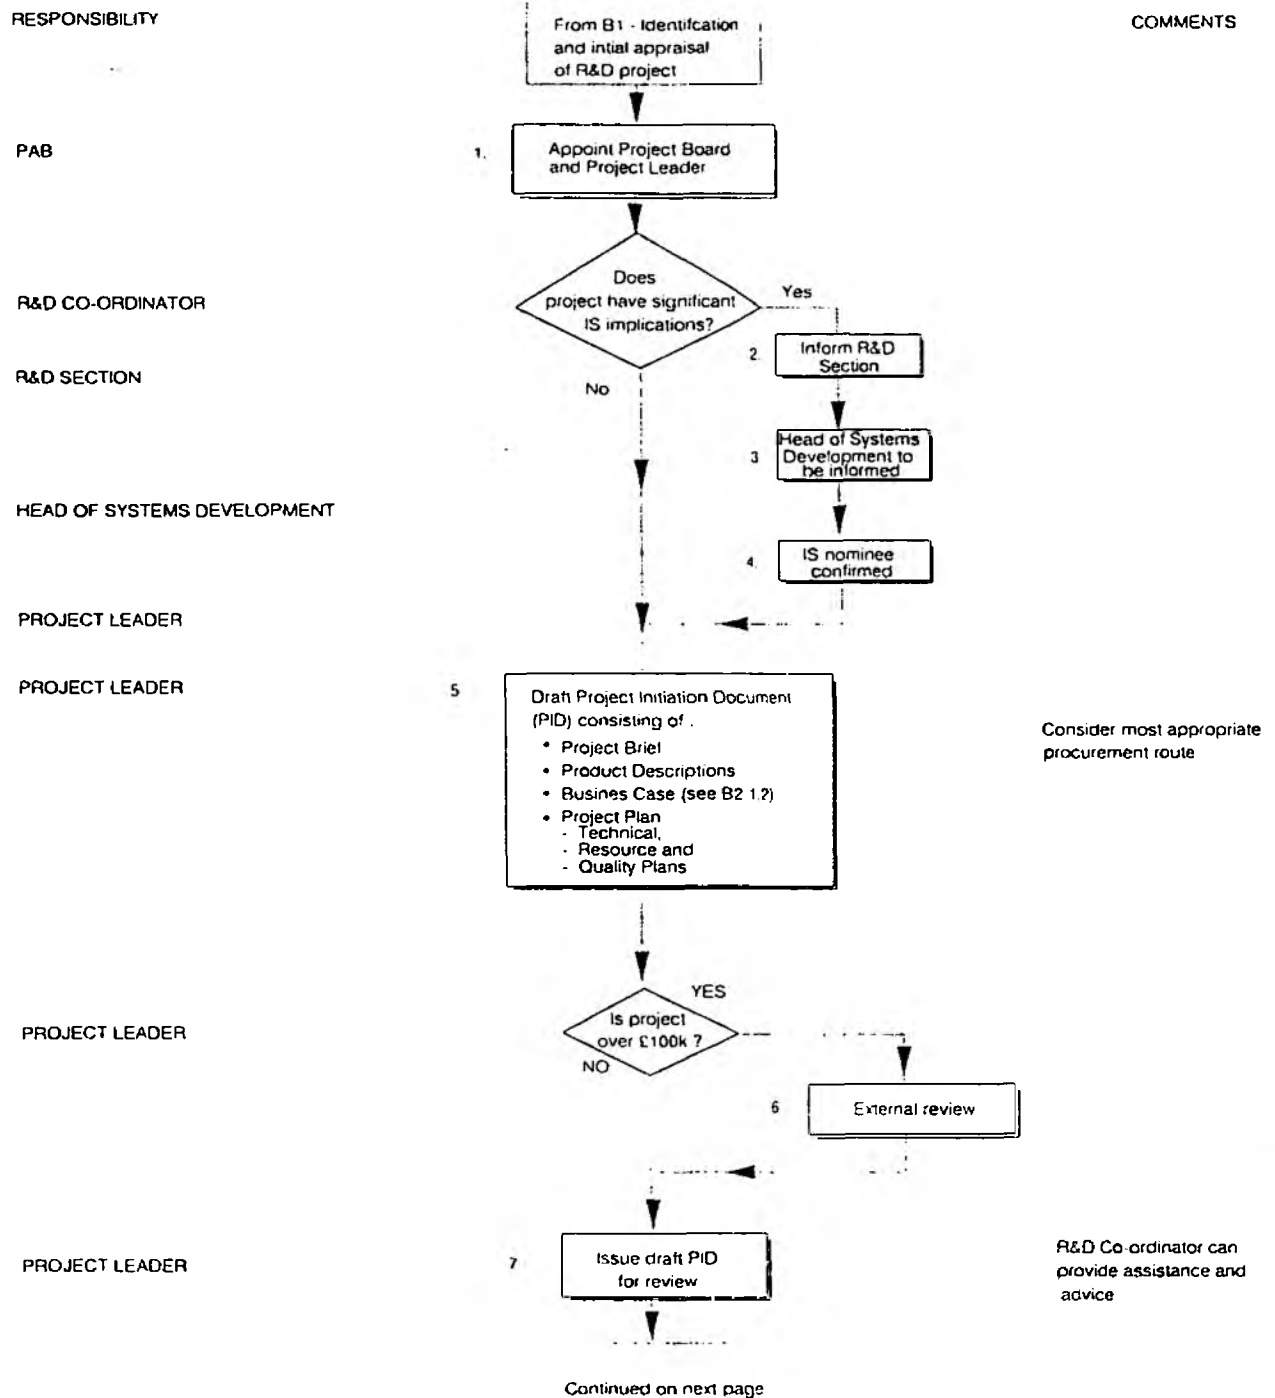 RESPONSIBILITY
COMMENTS
From B1 - Identifcation
and intial appraisal
of R&D project
PAB
1.
Appoint Project Board
and Project Leader
R&D CO-ORDINATOR
Does
project have significant
IS implications?
Yes
No
2.
Inform R&D
Section
R&D SECTION
3
Head of Systems
Development to
be informed
HEAD OF SYSTEMS DEVELOPMENT
4.
IS nominee
confirmed
PROJECT LEADER
PROJECT LEADER
5
Draft Project Initiation Document
(PID) consisting of .
• Project Brief
• Product Descriptions
• Busines Case (see B2 1.2)
• Project Plan
- Technical,
- Resource and
- Quality Plans
Consider most appropriate
procurement route
PROJECT LEADER
YES
Is project
over £100k ?
NO
6
External review
PROJECT LEADER
7
Issue draft PID
for review
R&D Co-ordinator can
provide assistance and
advice
Continued on next page